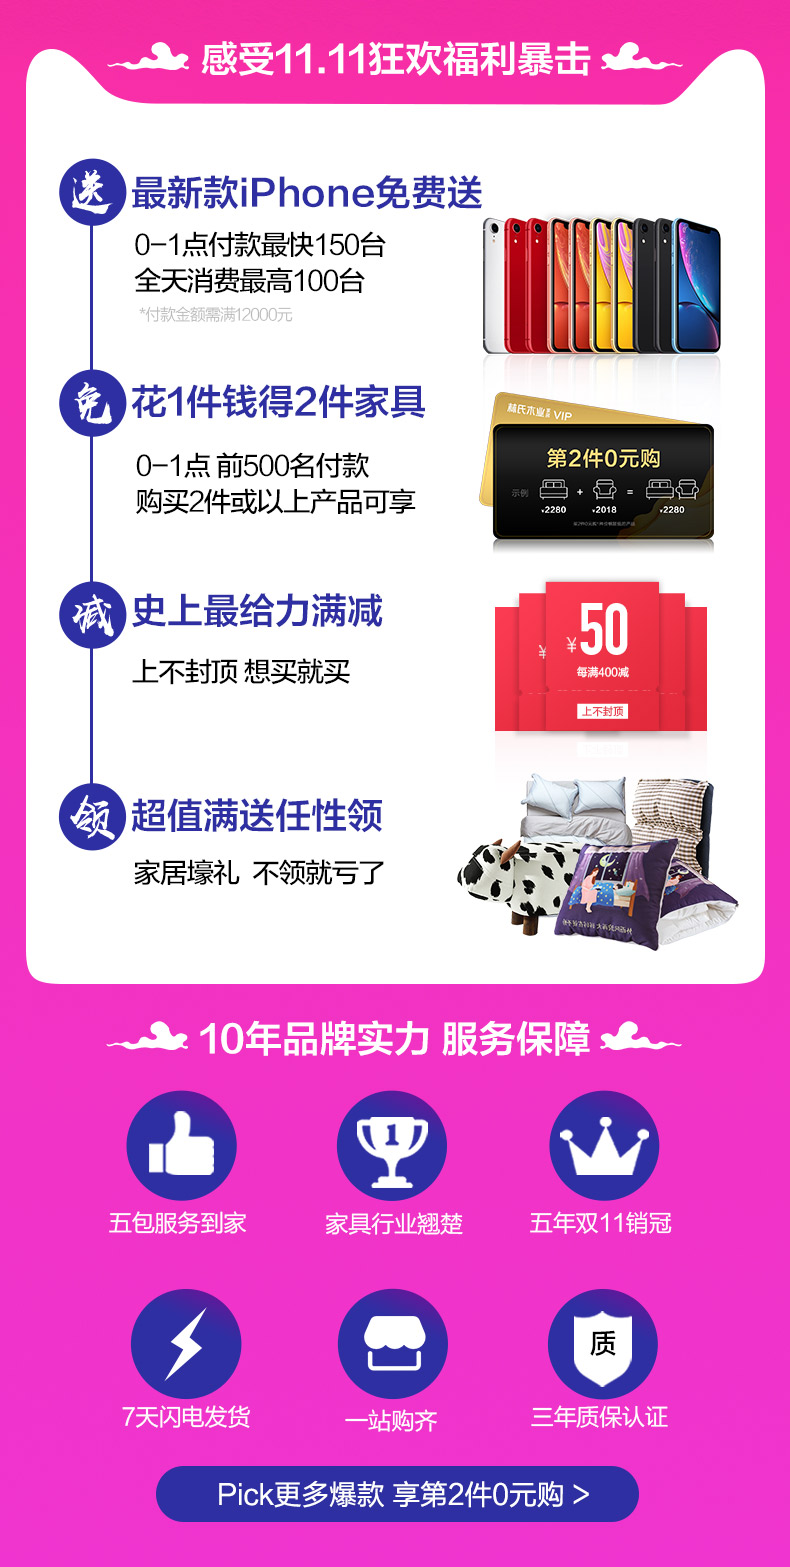 感受11.11狂欢福利暴击
送
最新款iPhone免费送
0-1点付款最快150台
全天消费最高100台
*付款金额需满12000元
免
花1件钱得2件家具
0-1点 前500名付款
购买2件或以上产品可享
林氏木业 VIP
第2件0元购
示例
+ =
¥2280 ¥2018 ¥2280
减
史上最给力满减
上不封顶 想买就买
¥
¥50
每满400减
上不封顶
领
超值满送任性领
家居壕礼 不领就亏了
10年品牌实力 服务保障
1
五包服务到家
家具行业翘楚
五年双11销冠
质
7天闪电发货
一站购齐
三年质保认证
Pick更多爆款 享第2件0元购 >